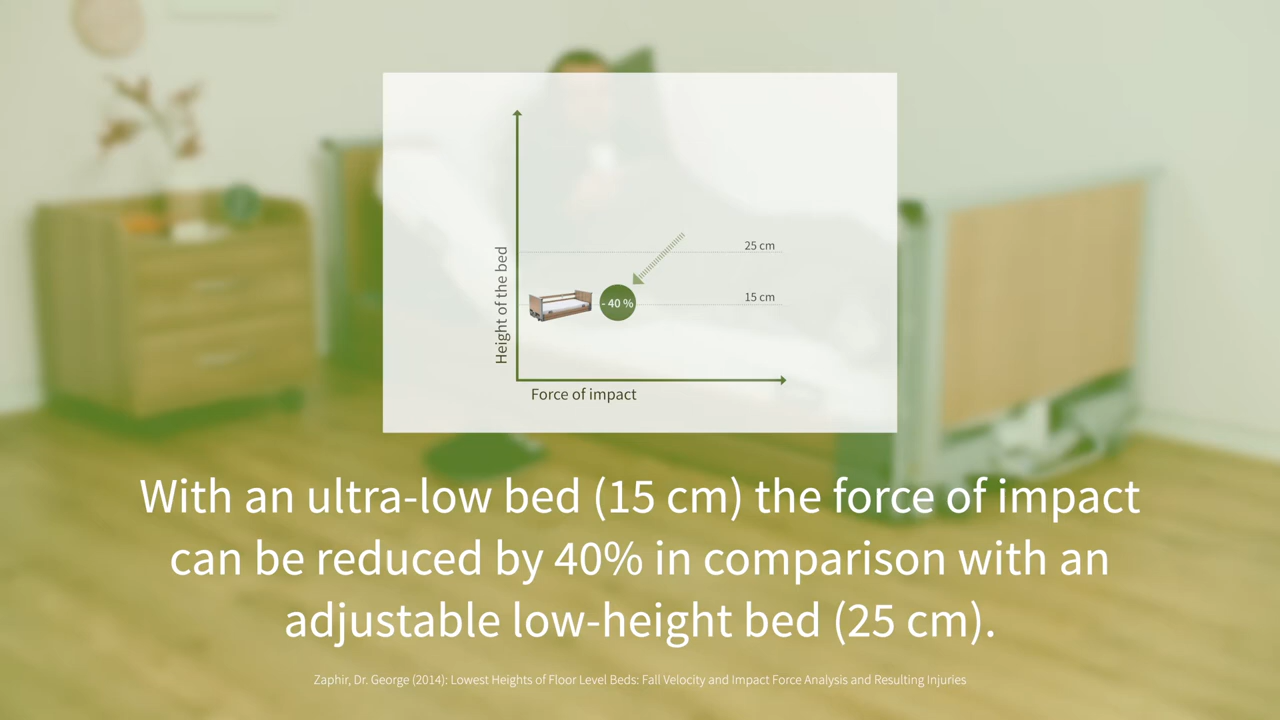 25 cm
15 cm
- 40 %
Height of the bed
Force of impact
With an ultra-low bed (15 cm) the force of impact
can be reduced by 40% in comparison with an
adjustable low-height bed (25 cm).
Zaphir, Dr. George (2014): Lowest Heights of Floor Level Beds: Fall Velocity and Impact Force Analysis and Resulting Injuries